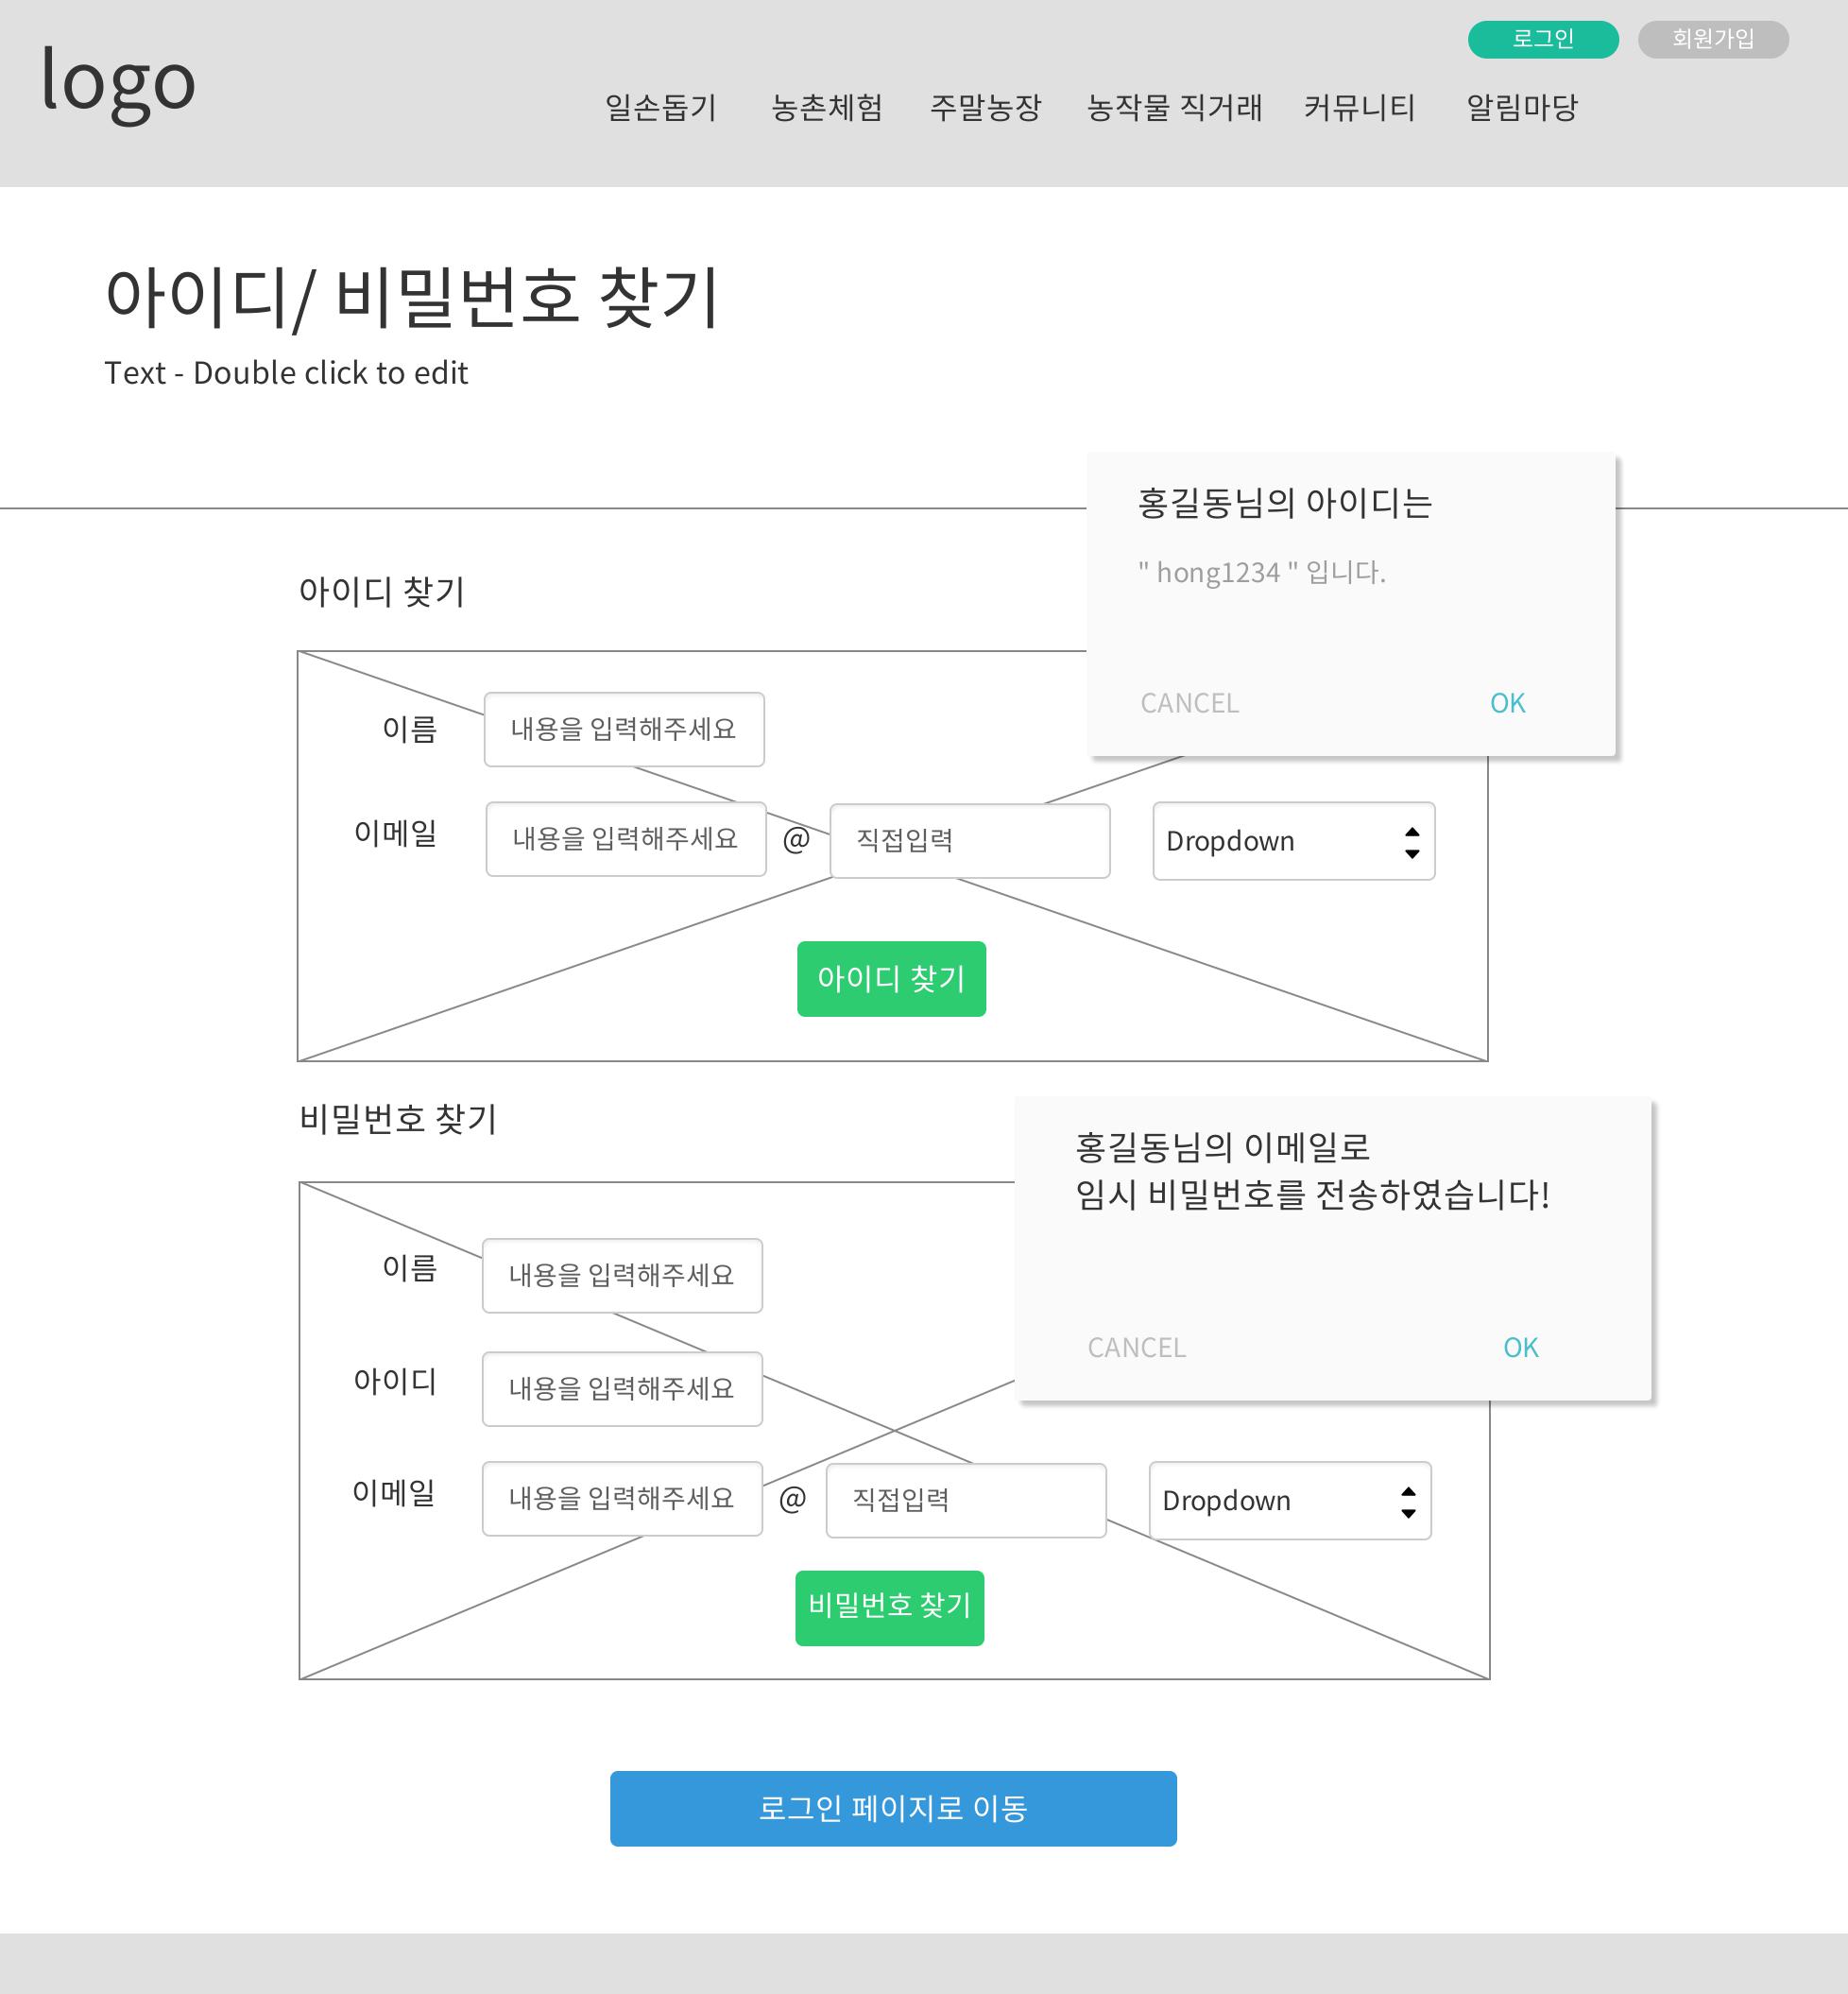 logo
로그인 회원가입
일손돕기 농촌체험 주말농장 농작물 직거래 커뮤니티 알림마당
아이디/ 비밀번호 찾기
Text - Double click to edit
홍길동님의 아이디는
" hong1234 " 입니다.
CANCEL OK
아이디 찾기
이름 내용을 입력해주세요
이메일 내용을 입력해주세요 @ 직접입력 Dropdown
아이디 찾기
비밀번호 찾기
홍길동님의 이메일로
임시 비밀번호를 전송하였습니다!
CANCEL OK
이름 내용을 입력해주세요
아이디 내용을 입력해주세요
이메일 내용을 입력해주세요 @ 직접입력 Dropdown
비밀번호 찾기
로그인 페이지로 이동